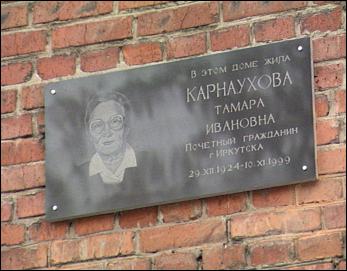 В ЭТОМ ДОМЕ ЖИЛА
КАРНАУХОВА
ТАМАРА
ИВАНОВНА
ПОЧЕТНЫЙ ГРАЖДАНИН
Г. ИРКУТСКА
29.XII.1924-10.XI.1999